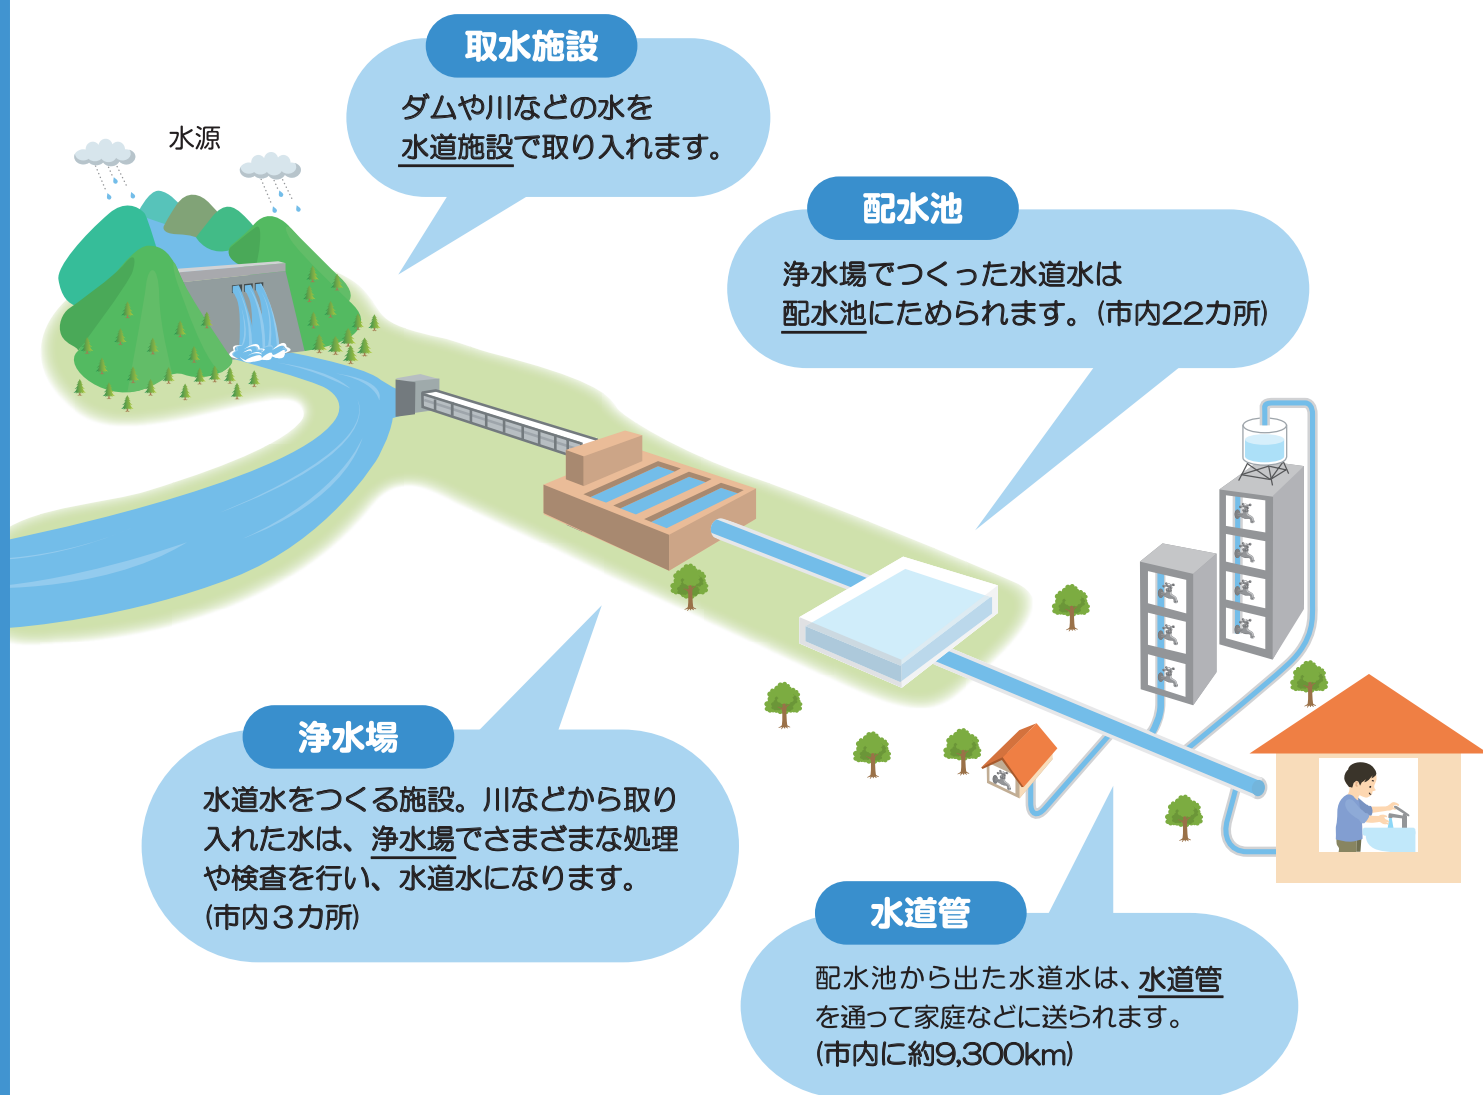 水源
取水施設
ダムや川などの水を
水道施設で取り入れます。
配水池
浄水場でつくった水道水は
配水池にためられます。(市内22カ所)
浄水場
水道水をつくる施設。川などから取り
入れた水は、浄水場でさまざまな処理
や検査を行い、水道水になります。
(市内3カ所)
水道管
配水池から出た水道水は、水道管
を通って家庭などに送られます。
(市内に約9,300km)